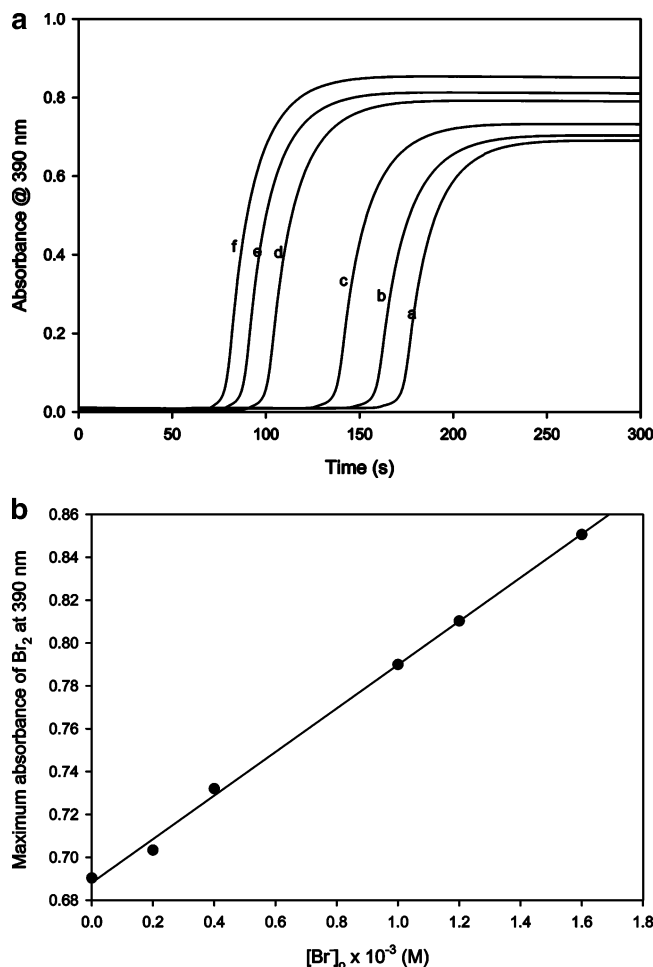 a
1.0
0.8
0.6
0.4
0.2
0.0
Absorbance @ 390 nm
f
e
d
c
b
a
0 50 100 150 200 250 300
Time (s)
b
0.86
0.84
0.82
0.80
0.78
0.76
0.74
0.72
0.70
0.68
Maximum absorbance of Br₂ at 390 nm
0.0 0.2 0.4 0.6 0.8 1.0 1.2 1.4 1.6 1.8
[Br⁻]₀ x 10⁻³ (M)